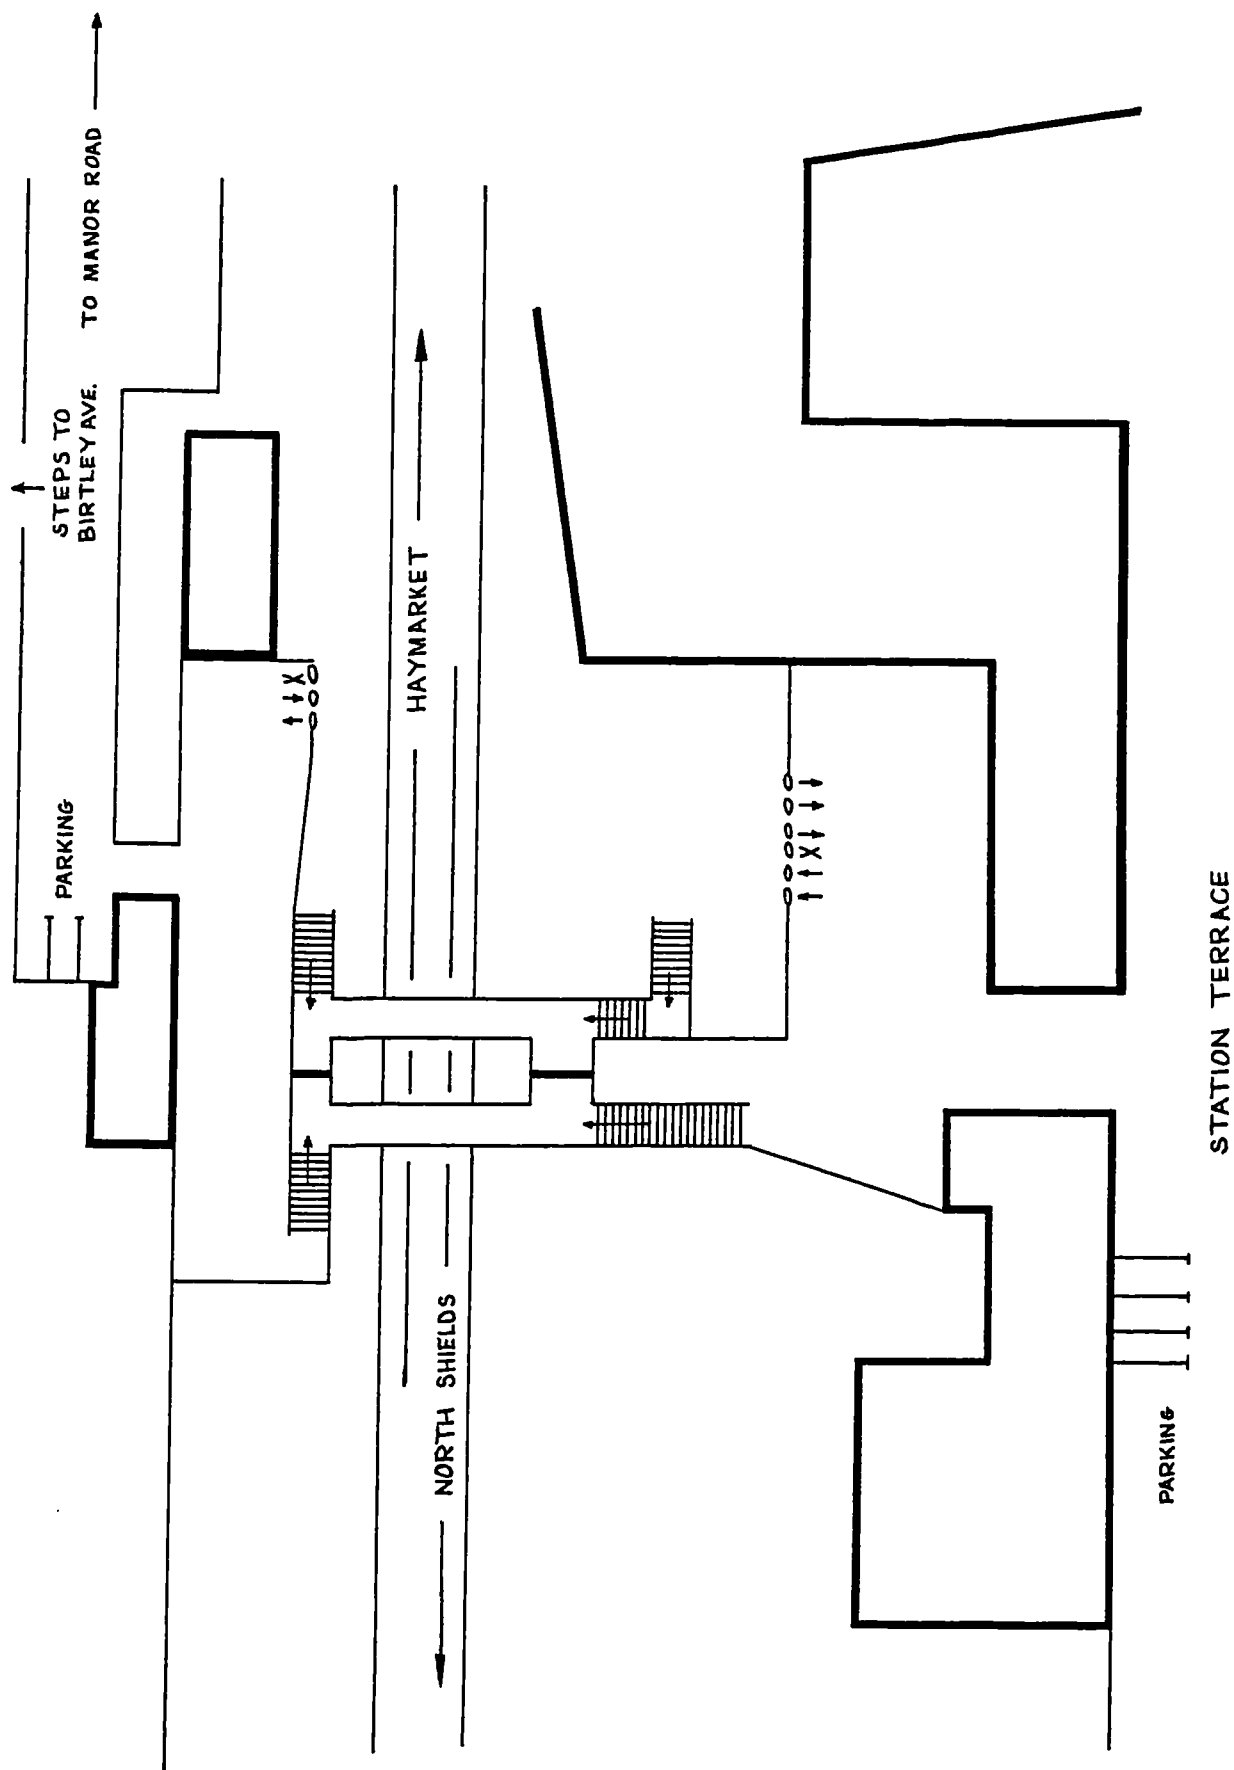 STEPS TO
BIRTLEY AVE.
TO MANOR ROAD
PARKING
X
HAYMARKET
X
NORTH SHIELDS
STATION TERRACE
PARKING